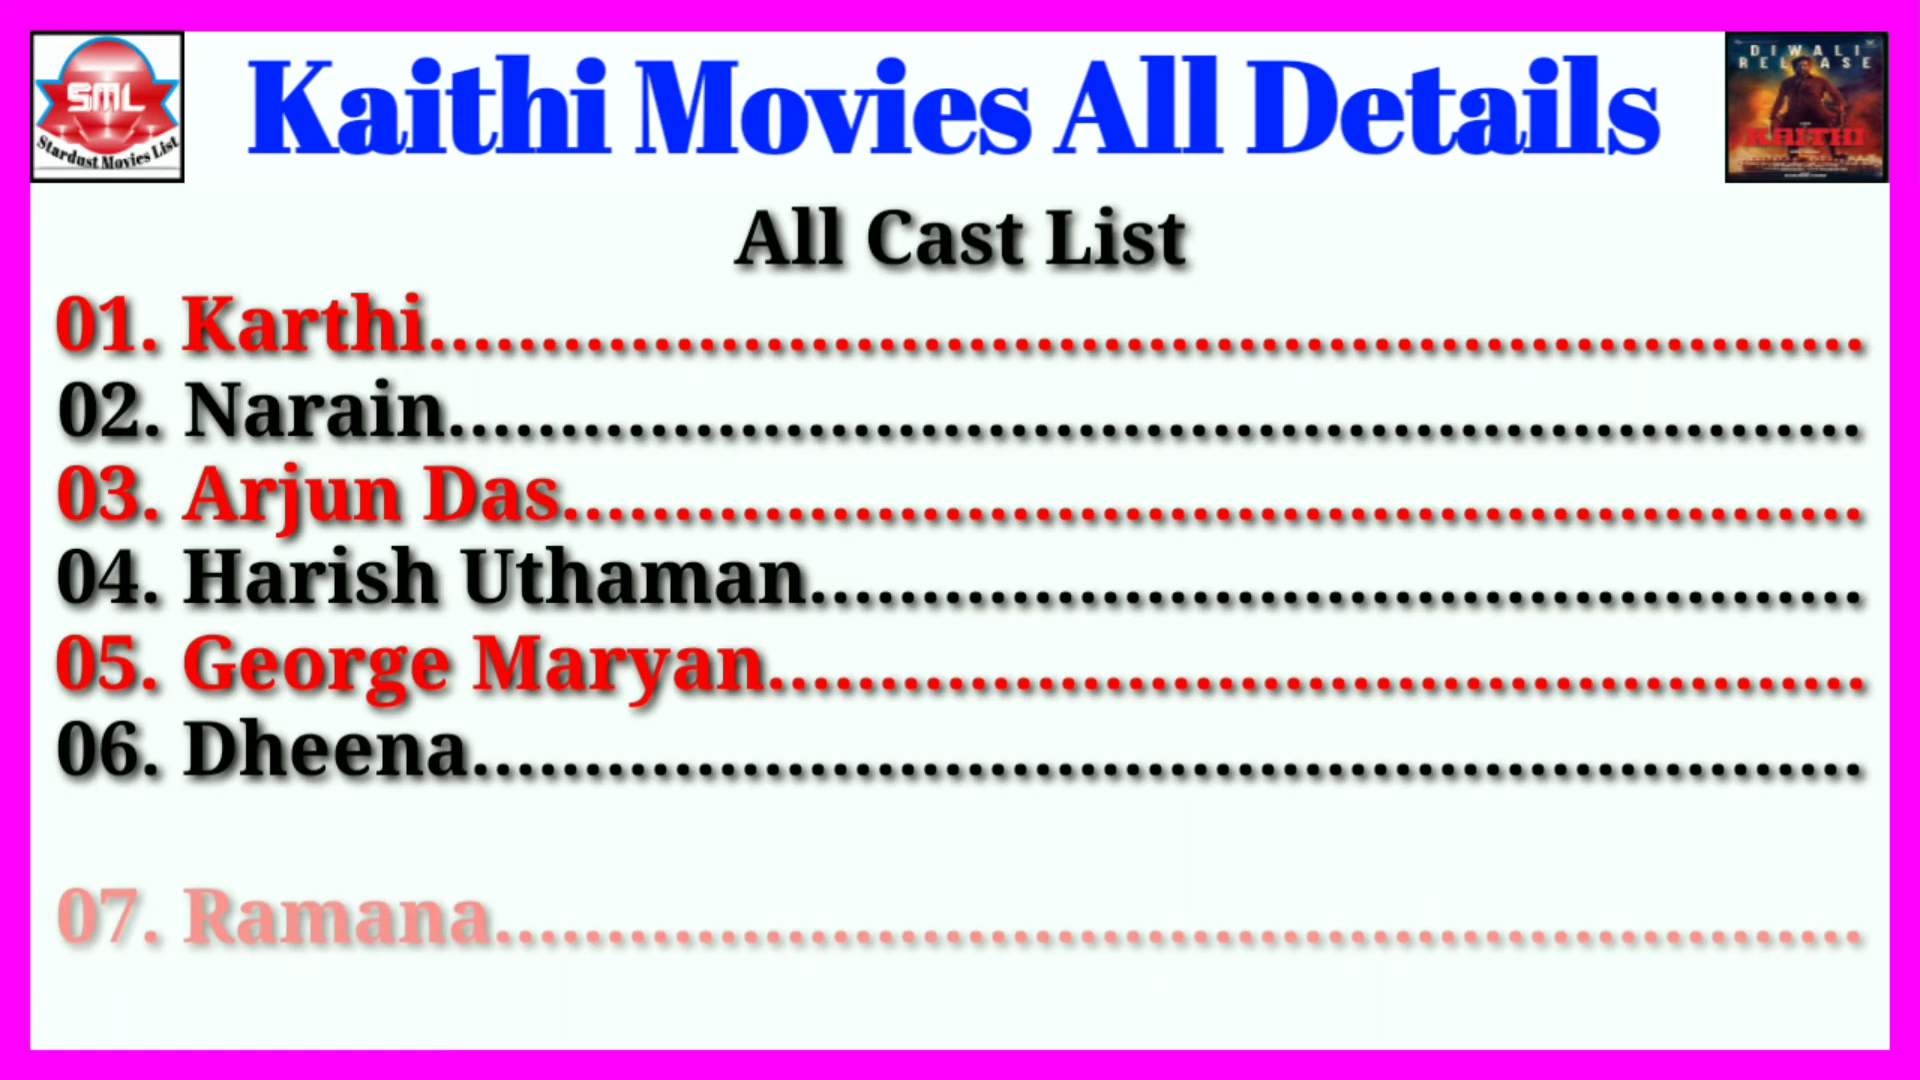 SML
Stardust Movies List
Kaithi Movies All Details
DIWALI
RELEASE
KAITHI
All Cast List
01. Karthi...............................................................
02. Narain...............................................................
03. Arjun Das..........................................................
04. Harish Uthaman...............................................
05. George Maryan.................................................
06. Dheena..............................................................
07. Ramana.............................................................